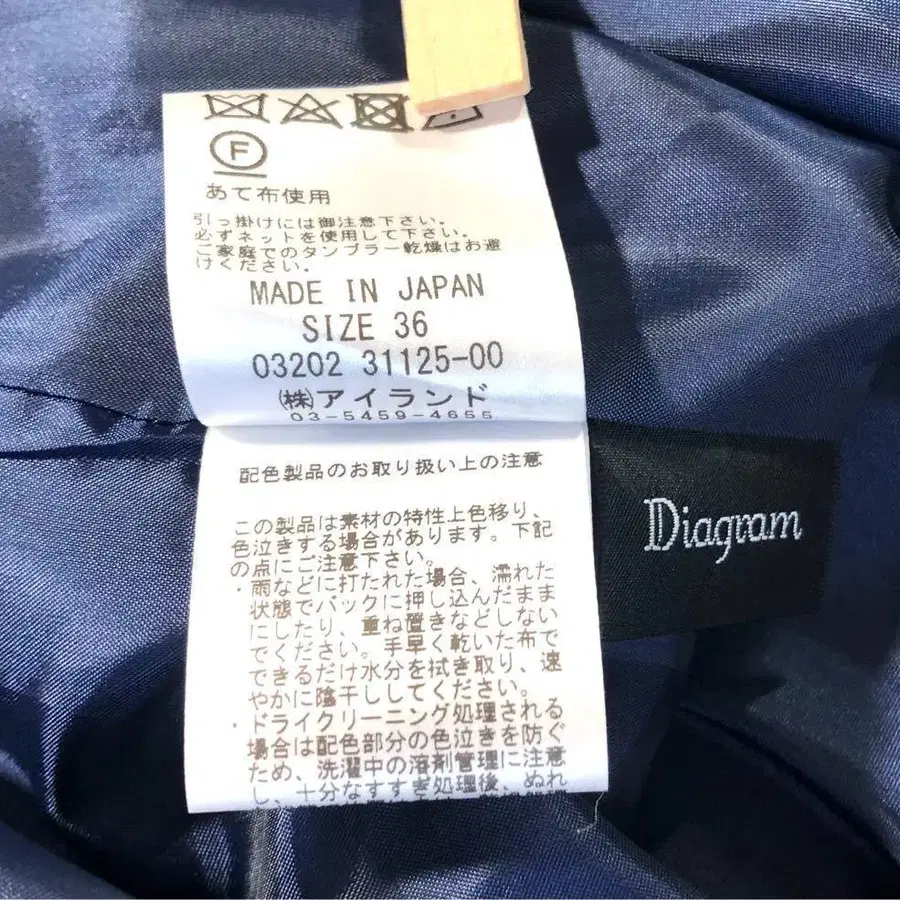 F
あて布使用
引っ掛けには御注意下さい。
必ずネットを使用して下さい。
ご家庭でのタンブラー乾燥はお避
けください。
MADE IN JAPAN
SIZE 36
03202 31125-00
㈱アイランド
03-5459-4655
配色製品のお取り扱い上の注意
この製品は素材の特性上色移り、
色泣きする場合があります。下記
の点にご注意下さい。
・雨などに打たれた場合、濡れた
状態でバックに押し込んだまま
にしたり、重ね置きなどしない
でください。手早く乾いた布で
できるだけ水分を拭き取り、速
やかに陰干ししてください。
・ドライクリーニング処理される
場合は配色部分の色泣きを防ぐ
ため、洗濯中の溶剤管理に注意
し、十分なすすぎ処理後、ぬれ
Diagram